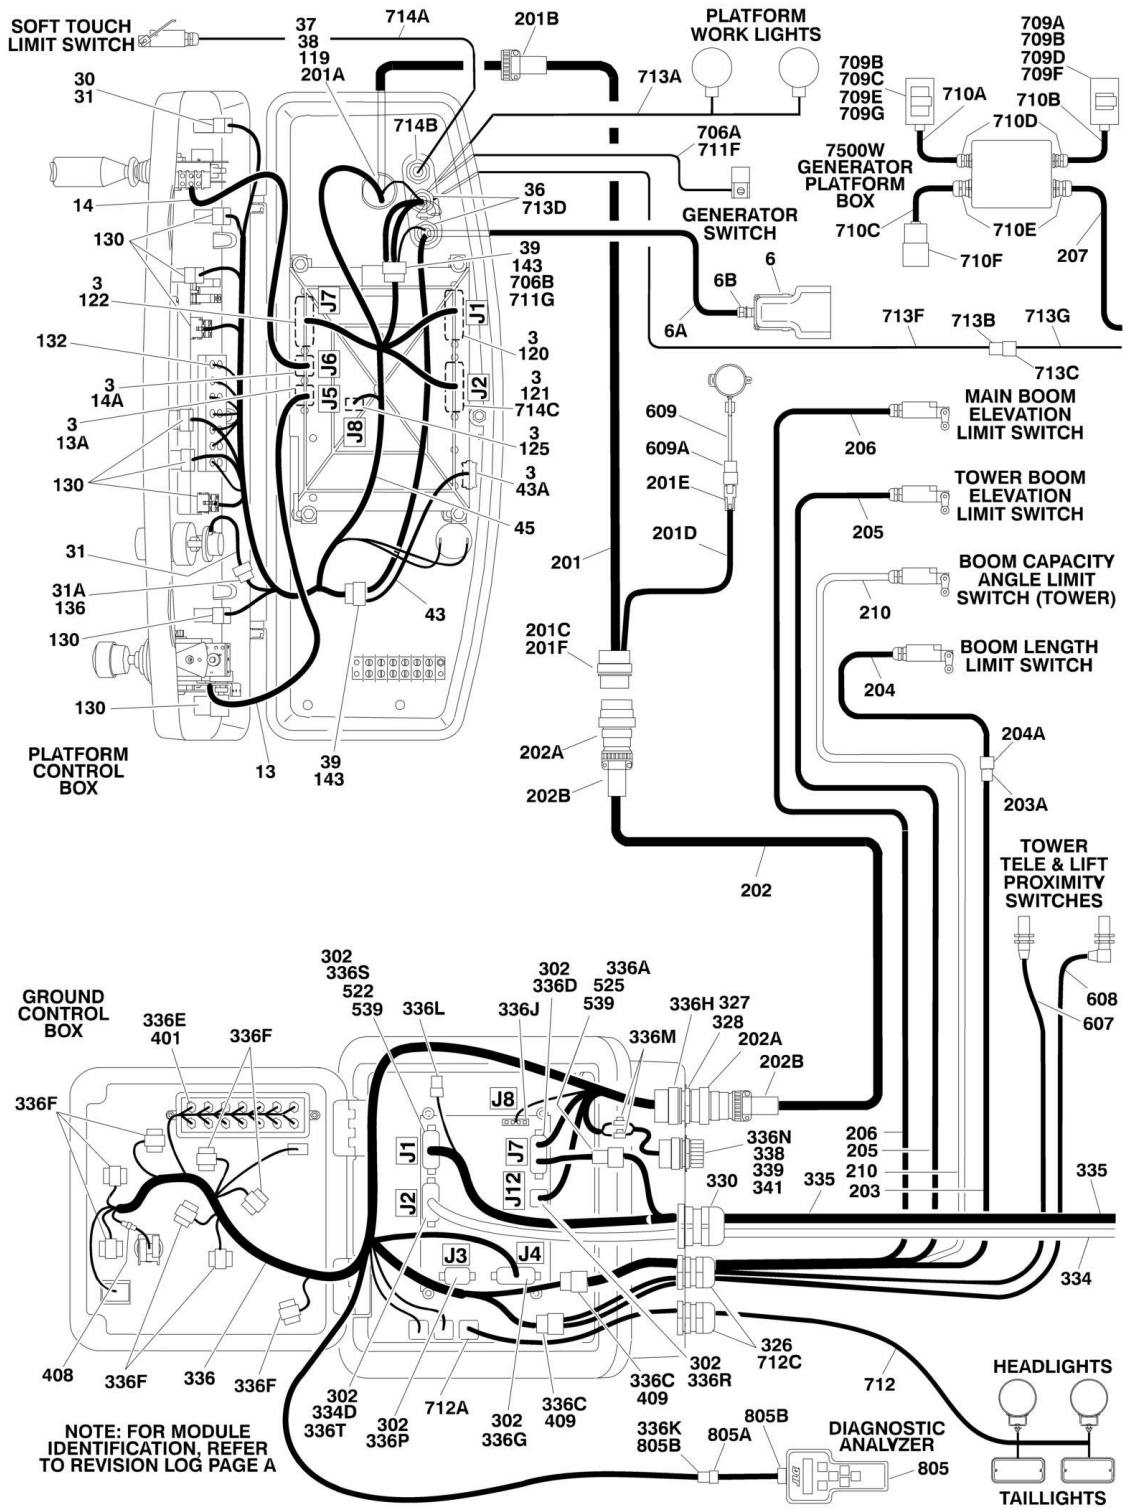 SOFT TOUCH
LIMIT SWITCH
714A
37
38
119
201A
201B
PLATFORM
WORK LIGHTS
709A
709B
709D
709F
709B
709C
709E
709G
710A
710B
710D
30
31
713A
714B
706A
711F
7500W
GENERATOR
PLATFORM
BOX
14
36
713D
GENERATOR
SWITCH
710C
710E
710F
207
130
39
143
706B
711G
6
6B
6A
3
122
J7
J1
3
120
713F
713B
713G
713C
132
J6
J2
3
121
714C
3
14A
J5
J8
3
13A
3
125
609
609A
201E
MAIN BOOM
ELEVATION
LIMIT SWITCH
206
130
3
43A
45
201
201D
TOWER BOOM
ELEVATION
LIMIT SWITCH
205
31
31A
136
43
BOOM CAPACITY
ANGLE LIMIT
SWITCH (TOWER)
210
130
201C
201F
BOOM LENGTH
LIMIT SWITCH
204
130
202A
204A
PLATFORM
CONTROL
BOX
13
39
143
202B
203A
202
TOWER
TELE & LIFT
PROXIMITY
SWITCHES
GROUND
CONTROL
BOX
302
336S
522
539
336L
336J
302
336D
336A
525
539
336H
327
328
202A
202B
336M
608
607
336E
401
336F
336F
J8
J1
J7
J2
J12
336N
338
339
341
206
205
210
203
330
335
335
J3
J4
334
408
336F
336
336F
302
334D
336T
302
336P
712A
302
336G
336C
409
336C
409
302
336R
326
712C
712
HEADLIGHTS
NOTE: FOR MODULE
IDENTIFICATION, REFER
TO REVISION LOG PAGE A
336K
805B
805A
805B
DIAGNOSTIC
ANALYZER
805
JLG
TAILLIGHTS